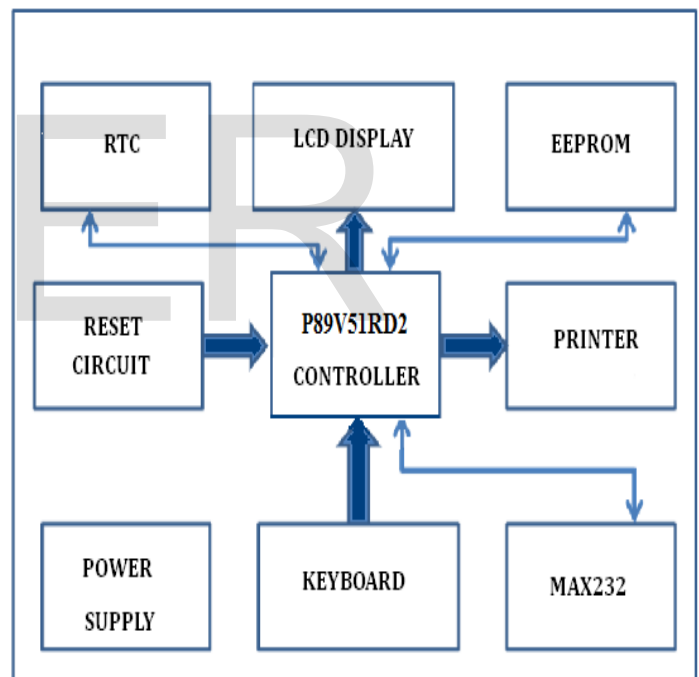 RTC
LCD DISPLAY
EEPROM
RESET
CIRCUIT
P89V51RD2
CONTROLLER
PRINTER
POWER
SUPPLY
KEYBOARD
MAX232
ER